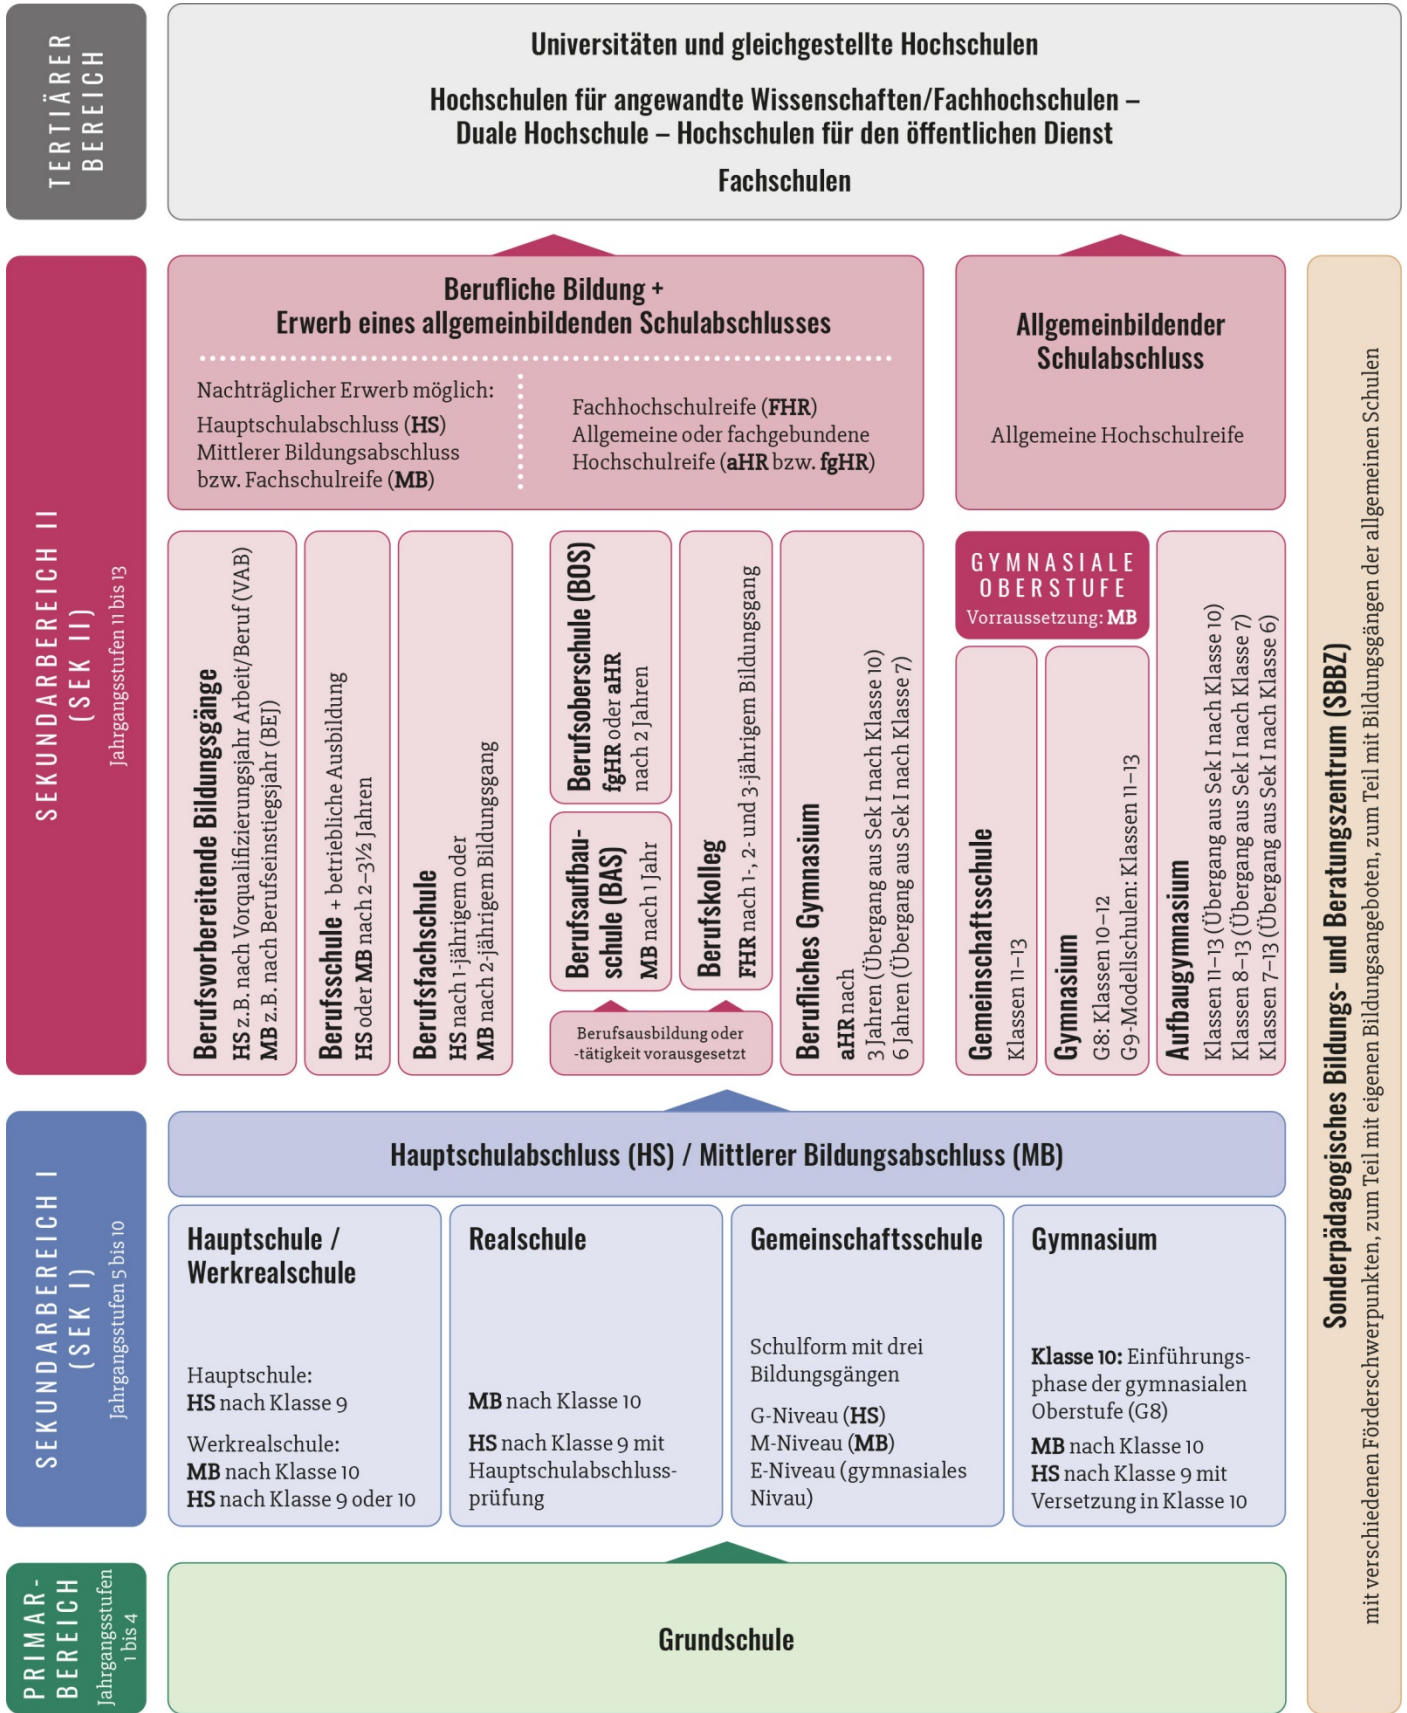 TERTIÄRER
BEREICH
Universitäten und gleichgestellte Hochschulen
Hochschulen für angewandte Wissenschaften/Fachhochschulen –
Duale Hochschule – Hochschulen für den öffentlichen Dienst
Fachschulen
SEKUNDARBEREICH II
(SEK II)
Jahrgangsstufen 11 bis 13
Berufliche Bildung +
Erwerb eines allgemeinbildenden Schulabschlusses
Nachträglicher Erwerb möglich:
Hauptschulabschluss (HS)
Mittlerer Bildungsabschluss
bzw. Fachschulreife (MB)
Fachhochschulreife (FHR)
Allgemeine oder fachgebundene
Hochschulreife (aHR bzw. fgHR)
Allgemeinbildender
Schulabschluss
Allgemeine Hochschulreife
Berufsvorbereitende Bildungsgänge
HS z.B. nach Vorqualifizierungsjahr Arbeit/Beruf (VAB)
MB z.B. nach Berufseinstiegsjahr (BEJ)
Berufsschule + betriebliche Ausbildung
HS oder MB nach 2–3½ Jahren
Berufsfachschule
HS nach 1-jährigem oder
MB nach 2-jährigem Bildungsgang
Berufsoberschule (BOS)
fgHR oder aHR
nach 2 Jahren
Berufsaufbau-
schule (BAS)
MB nach 1 Jahr
Berufskolleg
FHR nach 1-, 2- und 3-jährigem Bildungsgang
Berufsausbildung oder
-tätigkeit vorausgesetzt
Berufliches Gymnasium
aHR nach
3 Jahren (Übergang aus Sek I nach Klasse 10)
6 Jahren (Übergang aus Sek I nach Klasse 7)
GYMNASIALE
OBERSTUFE
Vorraussetzung: MB
Gemeinschaftsschule
Klassen 11–13
Gymnasium
G8: Klassen 10–12
G9-Modellschulen: Klassen 11–13
Aufbaugymnasium
Klassen 11–13 (Übergang aus Sek I nach Klasse 10)
Klassen 8–13 (Übergang aus Sek I nach Klasse 7)
Klassen 7–13 (Übergang aus Sek I nach Klasse 6)
Sonderpädagogisches Bildungs- und Beratungszentrum (SBBZ)
mit verschiedenen Förderschwerpunkten, zum Teil mit eigenen Bildungsangeboten, zum Teil mit Bildungsgängen der allgemeinen Schulen
SEKUNDARBEREICH I
(SEK I)
Jahrgangsstufen 5 bis 10
Hauptschulabschluss (HS) / Mittlerer Bildungsabschluss (MB)
Hauptschule /
Werkrealschule
Hauptschule:
HS nach Klasse 9
Werkrealschule:
MB nach Klasse 10
HS nach Klasse 9 oder 10
Realschule
MB nach Klasse 10
HS nach Klasse 9 mit
Hauptschulabschluss-
prüfung
Gemeinschaftsschule
Schulform mit drei
Bildungsgängen
G-Niveau (HS)
M-Niveau (MB)
E-Niveau (gymnasiales
Nivau)
Gymnasium
Klasse 10: Einführungs-
phase der gymnasialen
Oberstufe (G8)
MB nach Klasse 10
HS nach Klasse 9 mit
Versetzung in Klasse 10
PRIMAR-
BEREICH
Jahrgangsstufen
1 bis 4
Grundschule